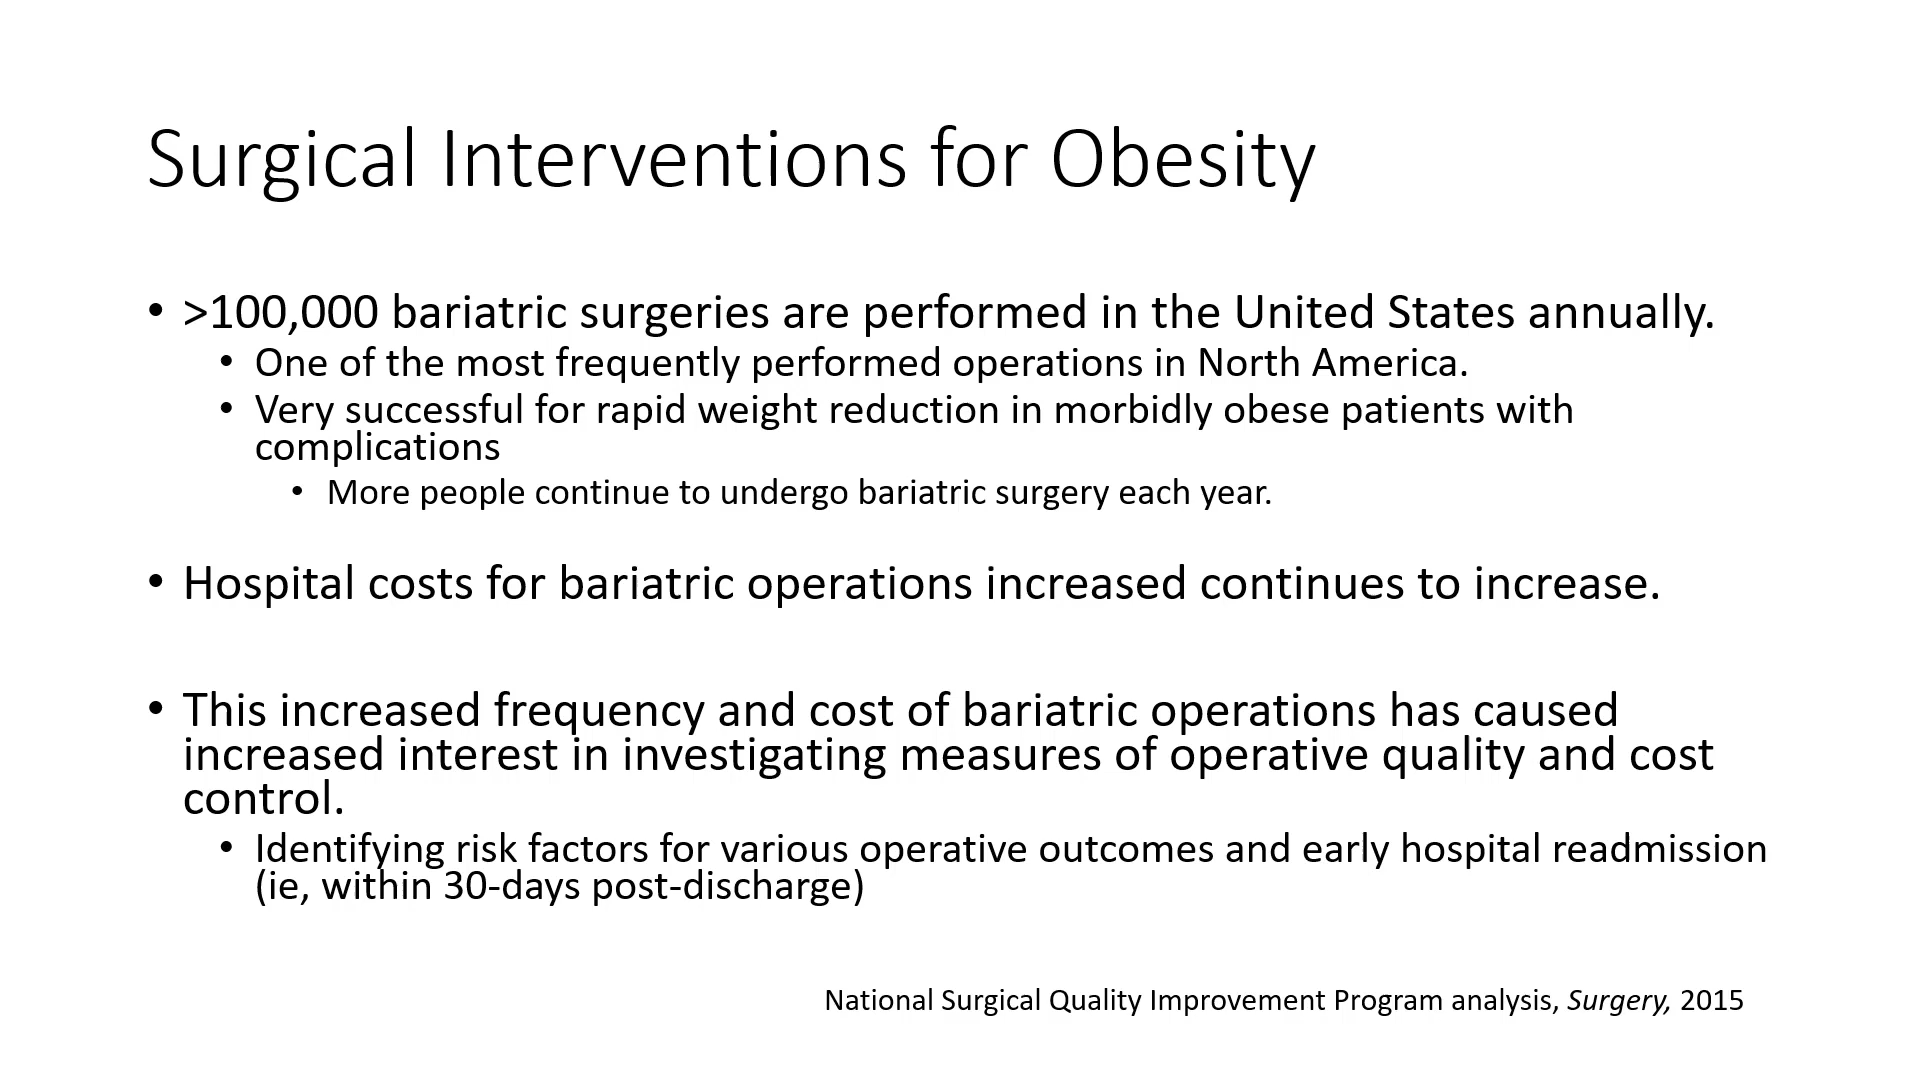 Surgical Interventions for Obesity
• >100,000 bariatric surgeries are performed in the United States annually.
• One of the most frequently performed operations in North America.
• Very successful for rapid weight reduction in morbidly obese patients with
complications
• More people continue to undergo bariatric surgery each year.
• Hospital costs for bariatric operations increased continues to increase.
• This increased frequency and cost of bariatric operations has caused
increased interest in investigating measures of operative quality and cost
control.
• Identifying risk factors for various operative outcomes and early hospital readmission
(ie, within 30-days post-discharge)
National Surgical Quality Improvement Program analysis, Surgery, 2015